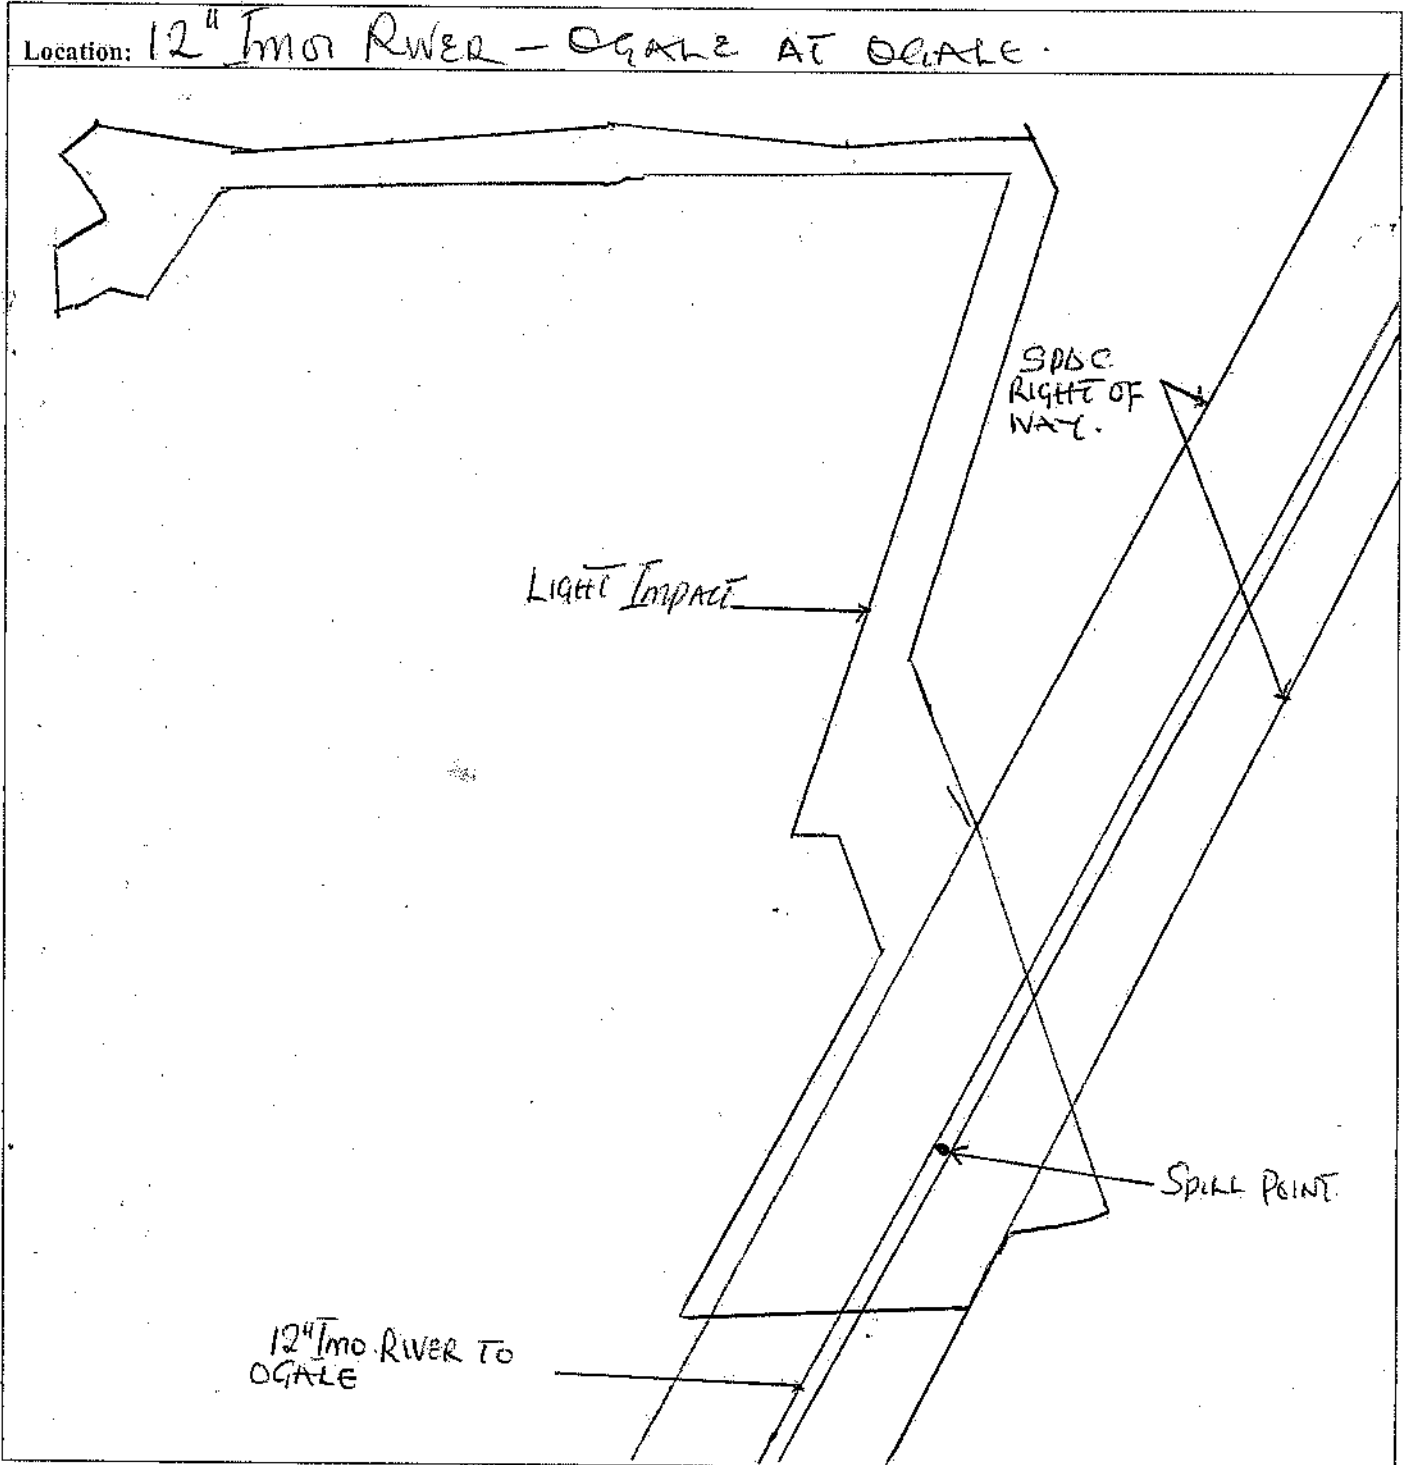 Location: 12" Imo RIVER - OGALE AT OGALE.
SPDC
RIGHT OF
WAY.
LIGHT IMPACT
SPILL POINT
12" Imo RIVER TO
OGALE